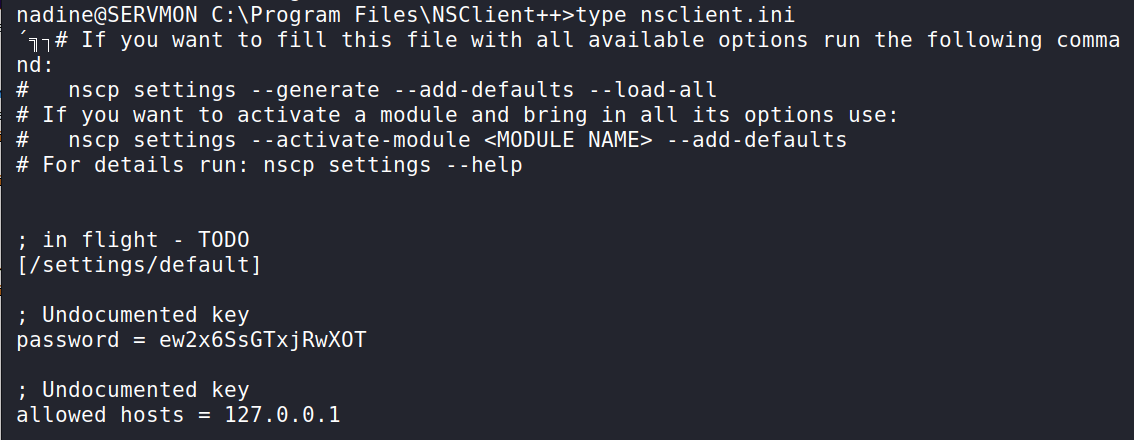 nadine@SERVMON C:\Program Files\NSClient++>type nsclient.ini
´╗┐# If you want to fill this file with all available options run the following comma
nd:
#   nscp settings --generate --add-defaults --load-all
# If you want to activate a module and bring in all its options use:
#   nscp settings --activate-module <MODULE NAME> --add-defaults
# For details run: nscp settings --help
; in flight - TODO
[/settings/default]
; Undocumented key
password = ew2x6SsGTxjRwXOT
; Undocumented key
allowed hosts = 127.0.0.1